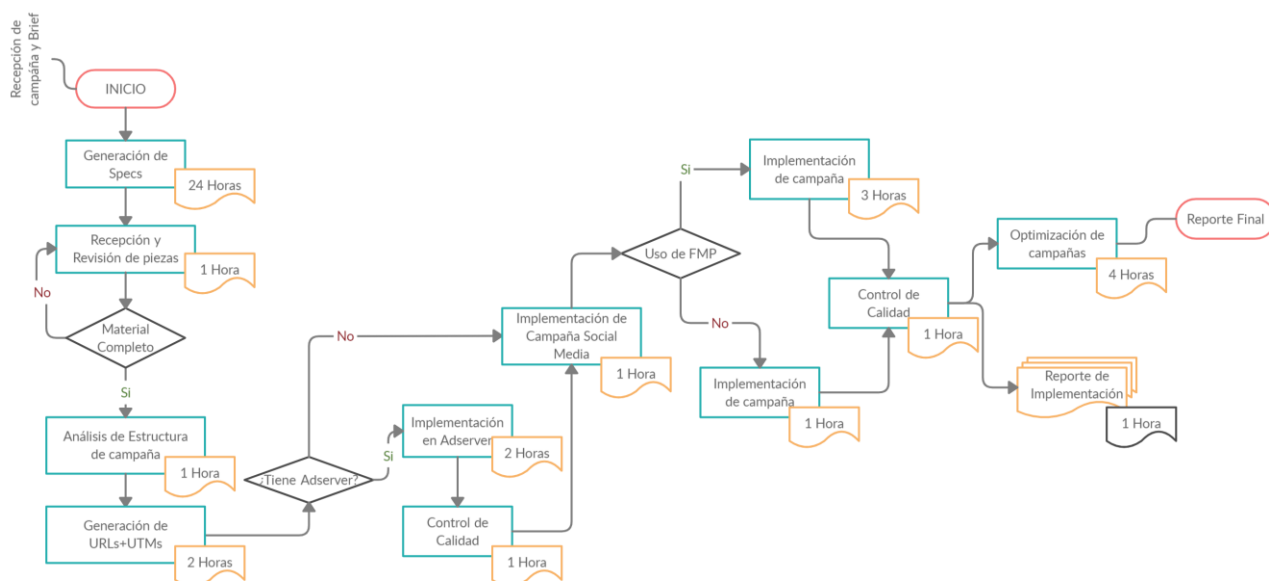 Recepción de
campáña y Brief
INICIO
Generación de
Specs
24 Horas
Recepción y
Revisión de piezas
1 Hora
No
Material
Completo
Si
Análisis de Estructura
de campaña
1 Hora
Generación de
URLs+UTMs
2 Horas
¿Tiene Adserver?
No
Si
Implementación
en Adserver
2 Horas
Control de
Calidad
1 Hora
Implementación de
Campaña Social
Media
1 Hora
Uso de FMP
Si
No
Implementación
de campaña
3 Horas
Implementación
de campaña
1 Hora
Control de
Calidad
1 Hora
Optimización de
campañas
4 Horas
Reporte Final
Reporte de
Implementación
1 Hora